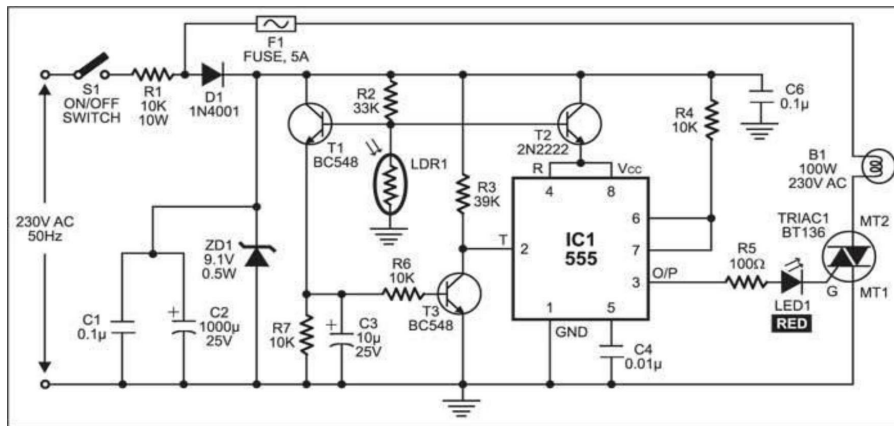 F1
FUSE, 5A
S1
ON/OFF
SWITCH
R1
10K
10W
D1
1N4001
R2
33K
T1
BC548
LDR1
T2
2N2222
R4
10K
C6
0.1µ
B1
100W
230V AC
230V AC
50Hz
R
VCC
4
8
R3
39K
T
2
IC1
555
6
7
3
O/P
1
GND
5
TRIAC1
BT136
MT2
MT1
G
R5
100Ω
LED1
RED
ZD1
9.1V
0.5W
R6
10K
T3
BC548
C1
0.1µ
C2
1000µ
25V
+
R7
10K
C3
10µ
25V
+
C4
0.01µ